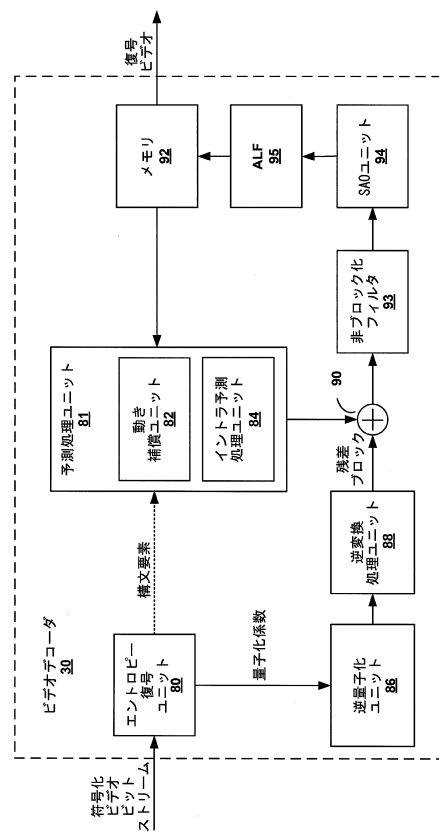 ビデオデコーダ
30
符号化
ビデオ
ビット
ストリーム
エントロピー
復号
ユニット
80
構文要素
量子化係数
予測処理ユニット
81
動き
補償ユニット
82
イントラ予測
処理ユニット
84
逆量子化
ユニット
86
逆変換
処理ユニット
88
残差
ブロック
90
非ブロック化
フィルタ
93
SAOユニット
94
ALF
95
メモリ
92
復号
ビデオ